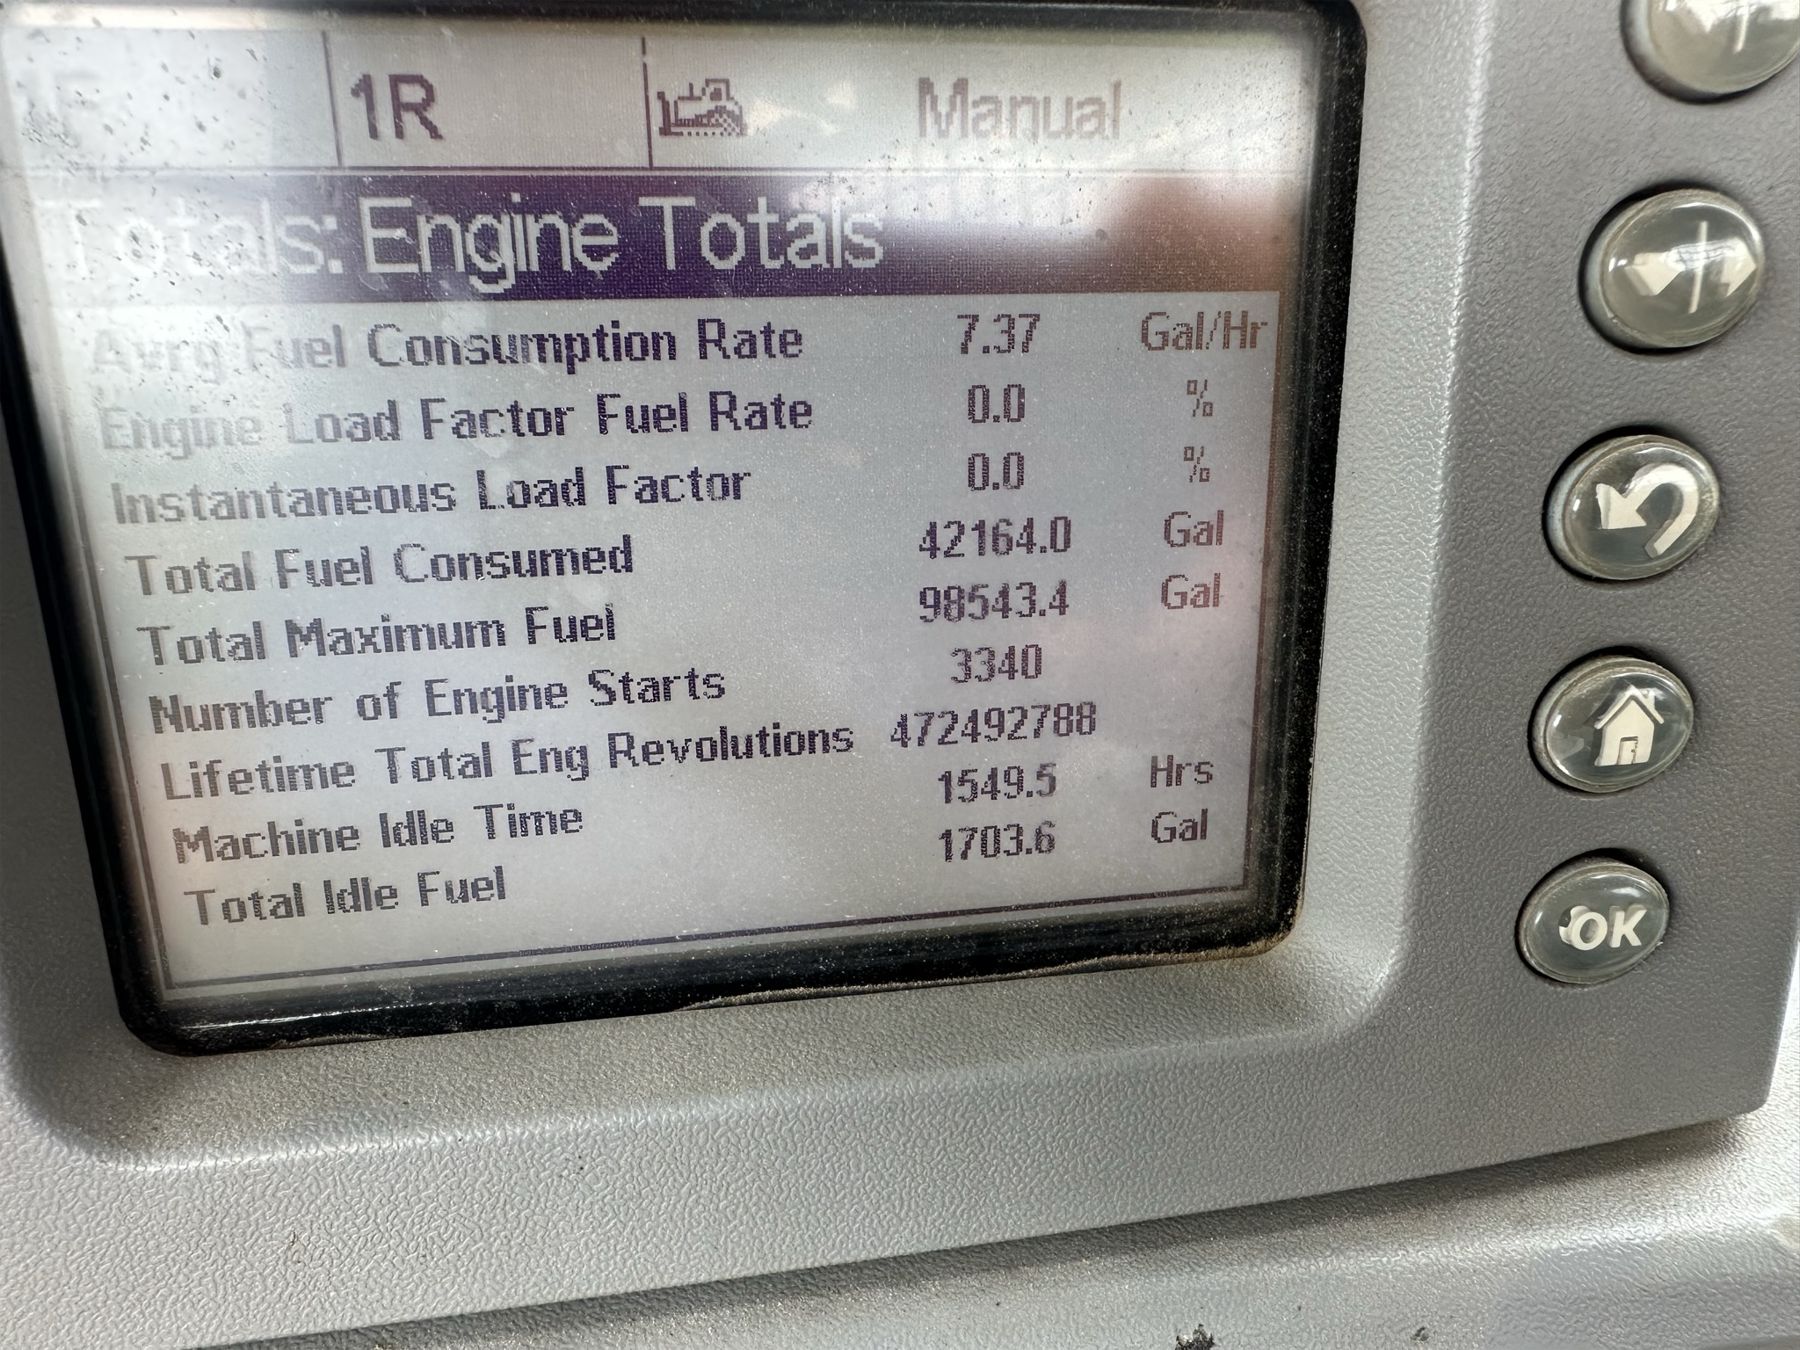 1R Manual
Totals: Engine Totals
Avrg Fuel Consumption Rate 7.37 Gal/Hr
Engine Load Factor Fuel Rate 0.0 %
Instantaneous Load Factor 0.0 %
Total Fuel Consumed 42164.0 Gal
Total Maximum Fuel 98543.4 Gal
Number of Engine Starts 3340
Lifetime Total Eng Revolutions 472492788
Machine Idle Time 1549.5 Hrs
Total Idle Fuel 1703.6 Gal
OK